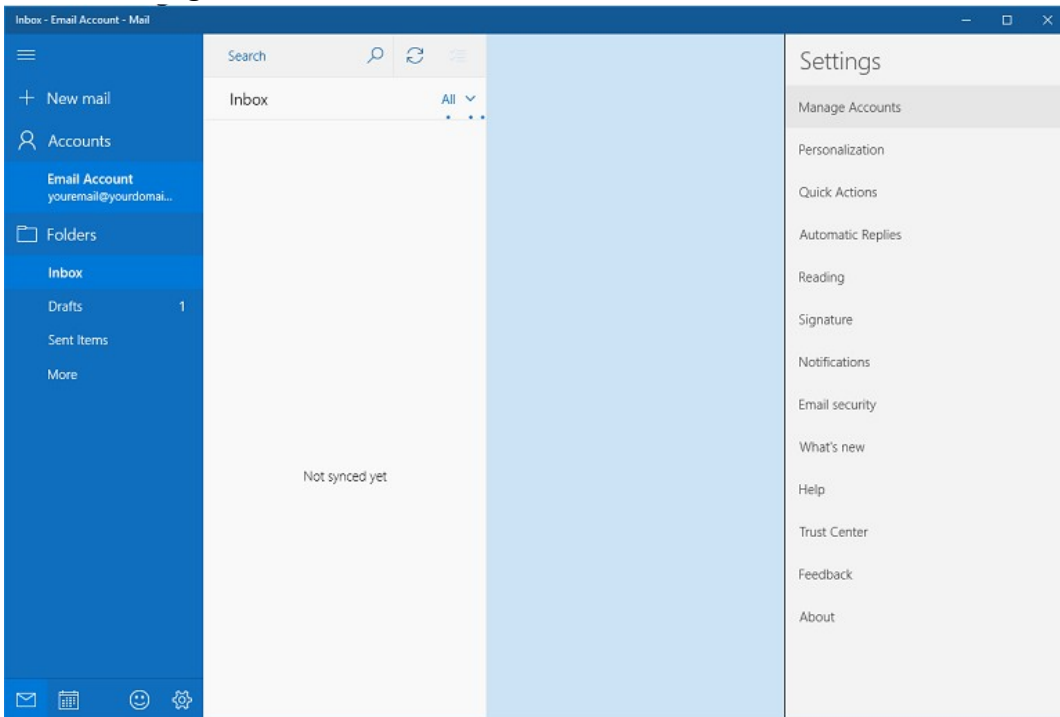 Inbox - Email Account - Mail
New mail
Accounts
Email Account
youremail@yourdomai...
Folders
Inbox
Drafts 1
Sent Items
More
Search
Inbox All
Not synced yet
Settings
Manage Accounts
Personalization
Quick Actions
Automatic Replies
Reading
Signature
Notifications
Email security
What's new
Help
Trust Center
Feedback
About